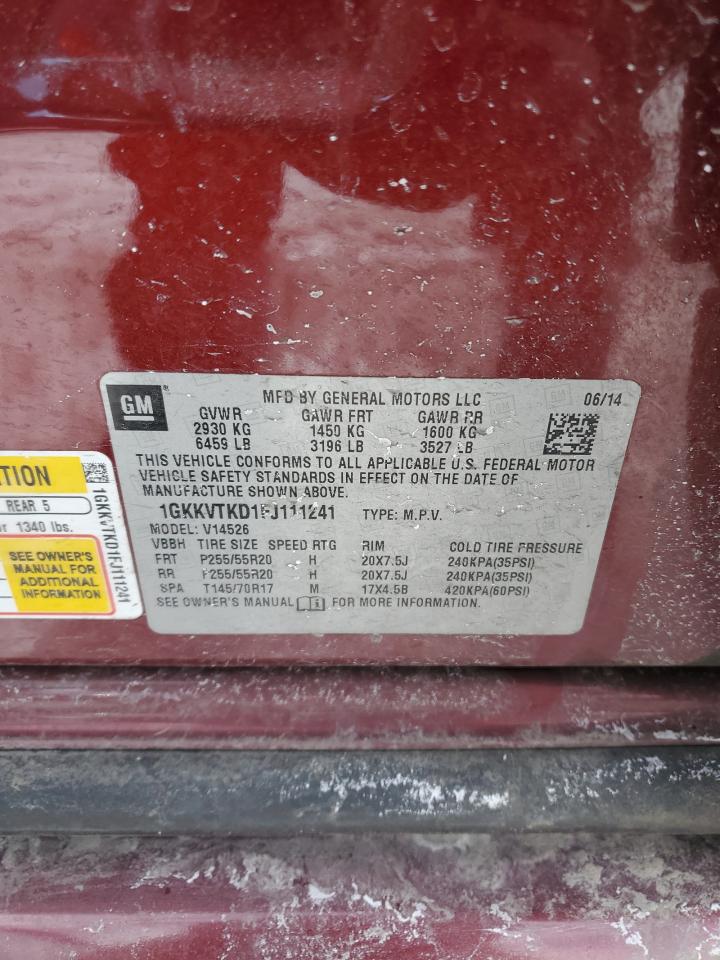 GM
MFD BY GENERAL MOTORS LLC 06/14
GVWR GAWR FRT GAWR RR
2930 KG 1450 KG 1600 KG
6459 LB 3196 LB 3527 LB
THIS VEHICLE CONFORMS TO ALL APPLICABLE U.S. FEDERAL MOTOR
VEHICLE SAFETY STANDARDS IN EFFECT ON THE DATE OF
MANUFACTURE SHOWN ABOVE.
1GKKVTKD1FJ111241 TYPE: M.P.V.
MODEL: V14526
VBBH TIRE SIZE SPEED RTG RIM COLD TIRE PRESSURE
FRT P255/55R20 H 20X7.5J 240KPA(35PSI)
RR P255/55R20 H 20X7.5J 240KPA(35PSI)
SPA T145/70R17 M 17X4.5B 420KPA(60PSI)
SEE OWNER'S MANUAL i FOR MORE INFORMATION.
REAR 5
1340 lbs.
SEE OWNER'S
MANUAL FOR
ADDITIONAL
INFORMATION
1GKKVTKD1FJ111241